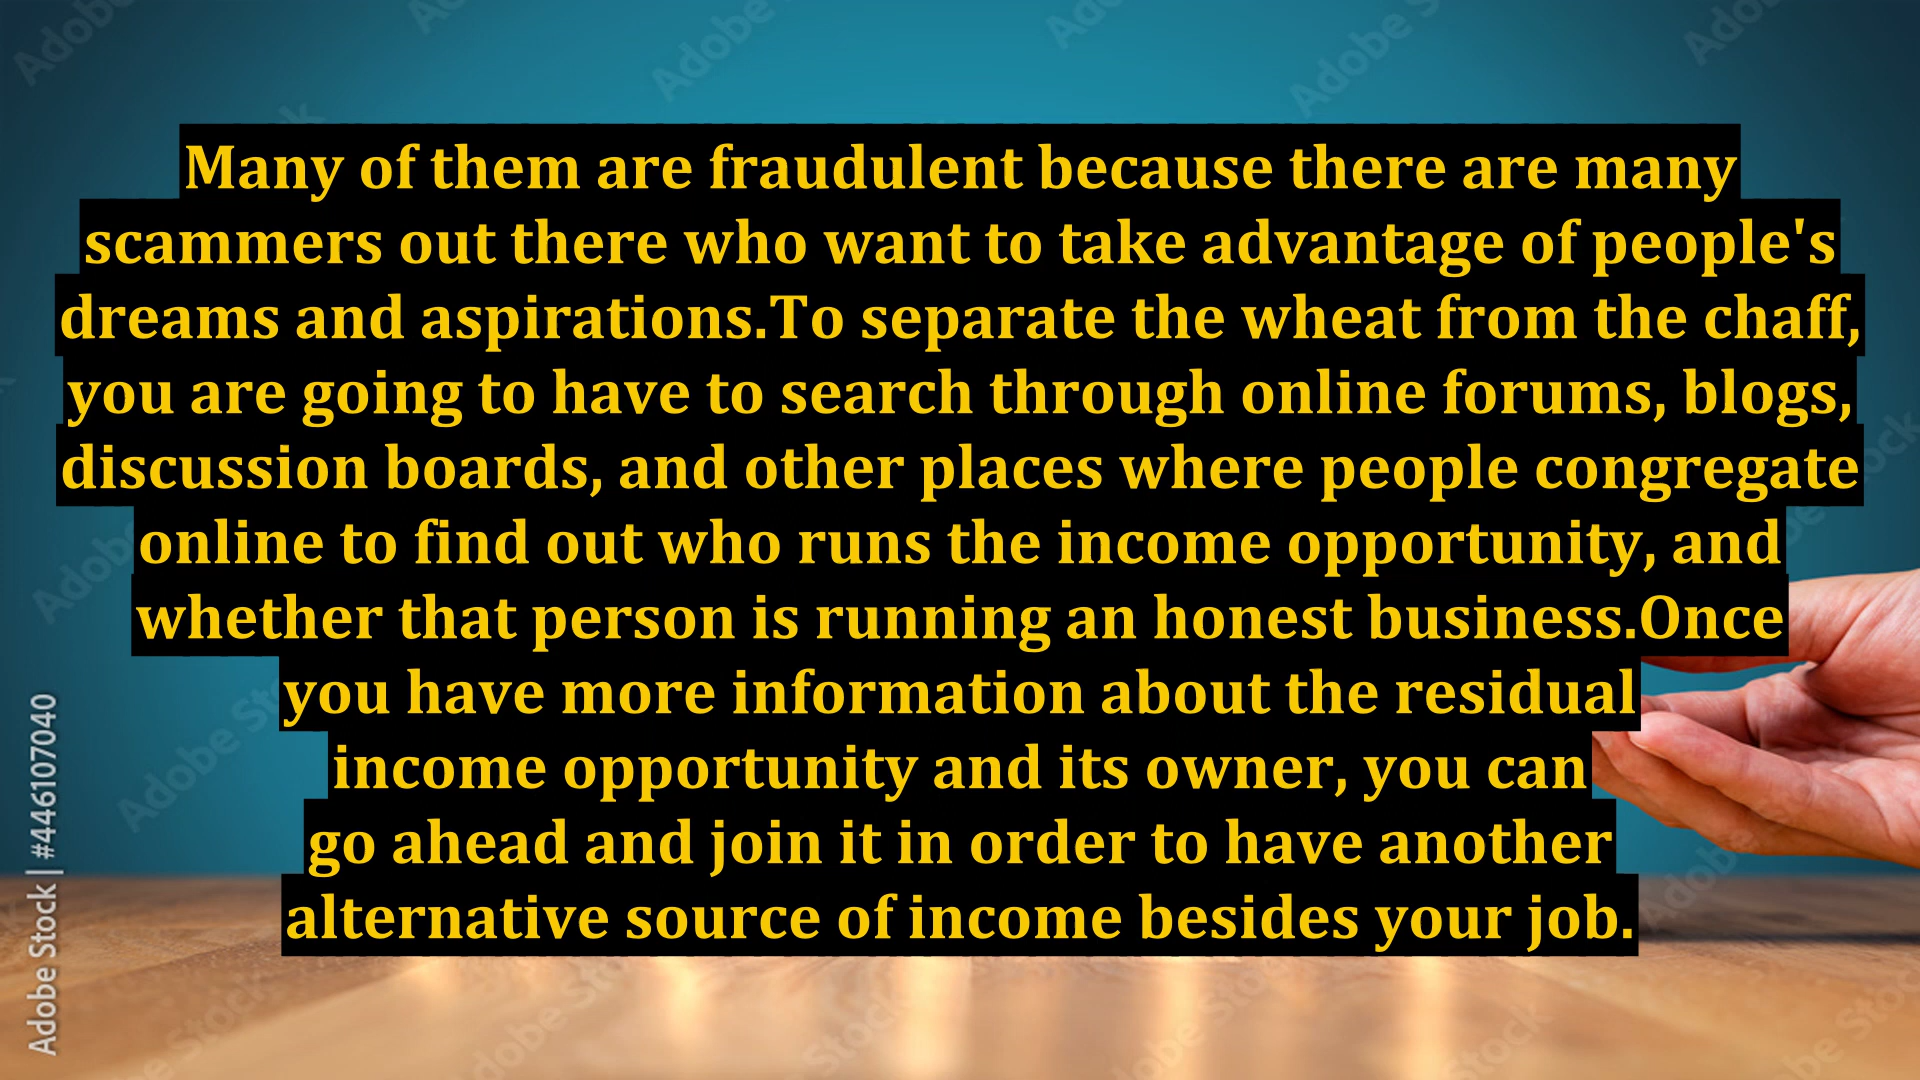 Many of them are fraudulent because there are many
scammers out there who want to take advantage of people's
dreams and aspirations.To separate the wheat from the chaff,
you are going to have to search through online forums, blogs,
discussion boards, and other places where people congregate
online to find out who runs the income opportunity, and
whether that person is running an honest business.Once
you have more information about the residual
income opportunity and its owner, you can
go ahead and join it in order to have another
alternative source of income besides your job.
Adobe Stock | #446107040